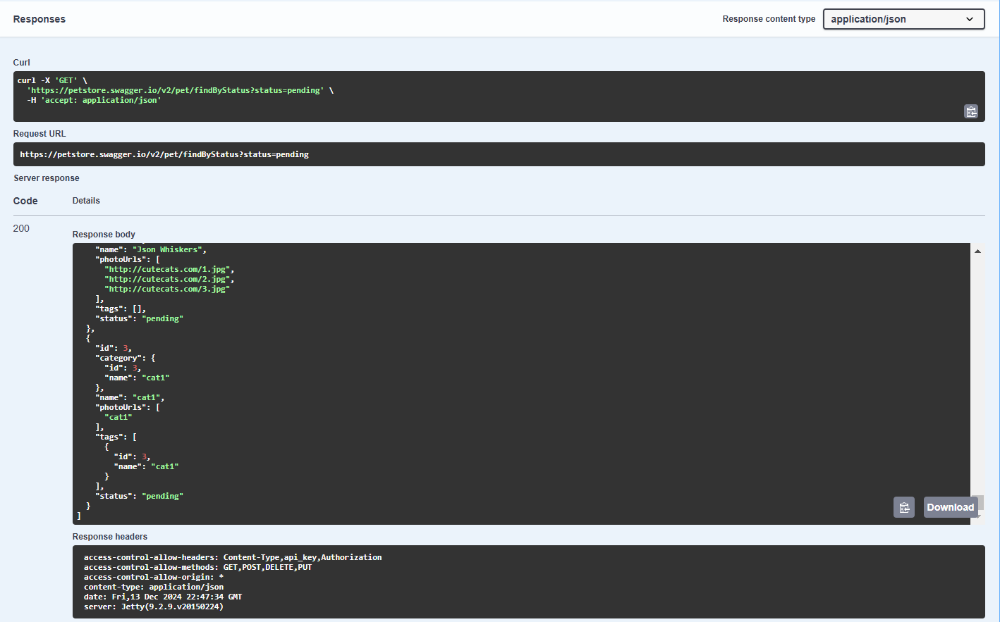 Responses
Response content type
application/json
Curl
curl -X 'GET' \
  'https://petstore.swagger.io/v2/pet/findByStatus?status=pending' \
  -H 'accept: application/json'
Request URL
https://petstore.swagger.io/v2/pet/findByStatus?status=pending
Server response
Code Details
200
Response body
    "name": "Json Whiskers",
    "photoUrls": [
      "http://cutecats.com/1.jpg",
      "http://cutecats.com/2.jpg",
      "http://cutecats.com/3.jpg"
    ],
    "tags": [],
    "status": "pending"
  },
  {
    "id": 3,
    "category": {
      "id": 3,
      "name": "cat1"
    },
    "name": "cat1",
    "photoUrls": [
      "cat1"
    ],
    "tags": [
      {
        "id": 3,
        "name": "cat1"
      }
    ],
    "status": "pending"
  }
]
Download
Response headers
access-control-allow-headers: Content-Type,api_key,Authorization
access-control-allow-methods: GET,POST,DELETE,PUT
access-control-allow-origin: *
content-type: application/json
date: Fri,13 Dec 2024 22:47:34 GMT
server: Jetty(9.2.9.v20150224)